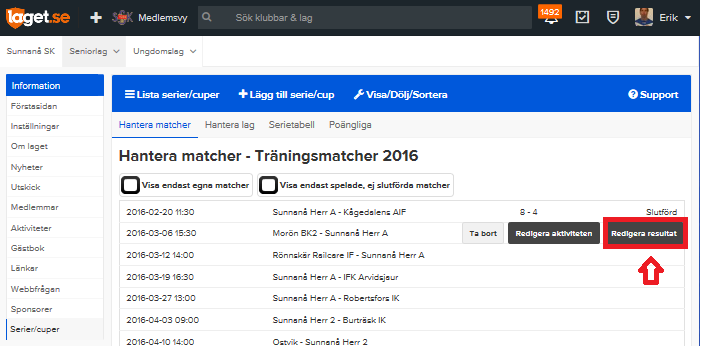 laget.se Medlemsvy Sök klubbar & lag 1492 Erik
Sunnanå SK Seniorlag Ungdomslag
Information
Förstasidan
Inställningar
Om laget
Nyheter
Utskick
Medlemmar
Aktiviteter
Gästbok
Länkar
Webbfrågan
Sponsorer
Serier/cuper
Lista serier/cuper Lägg till serie/cup Visa/Dölj/Sortera Support
Hantera matcher Hantera lag Serietabell Poängliga
Hantera matcher - Träningsmatcher 2016
Visa endast egna matcher Visa endast spelade, ej slutförda matcher
2016-02-20 11:30 Sunnanå Herr A - Kågedalens AIF 8 - 4 Slutförd
2016-03-06 15:30 Morön BK2 - Sunnanå Herr A Ta bort Redigera aktiviteten Redigera resultat
2016-03-12 14:00 Rönnskär Railcare IF - Sunnanå Herr A
2016-03-19 16:30 Sunnanå Herr A - IFK Arvidsjaur
2016-03-27 13:00 Sunnanå Herr A - Robertsfors IK
2016-04-03 09:00 Sunnanå Herr 2 - Burträsk IK
2016-04-10 14:00 Ostvik - Sunnanå Herr 2